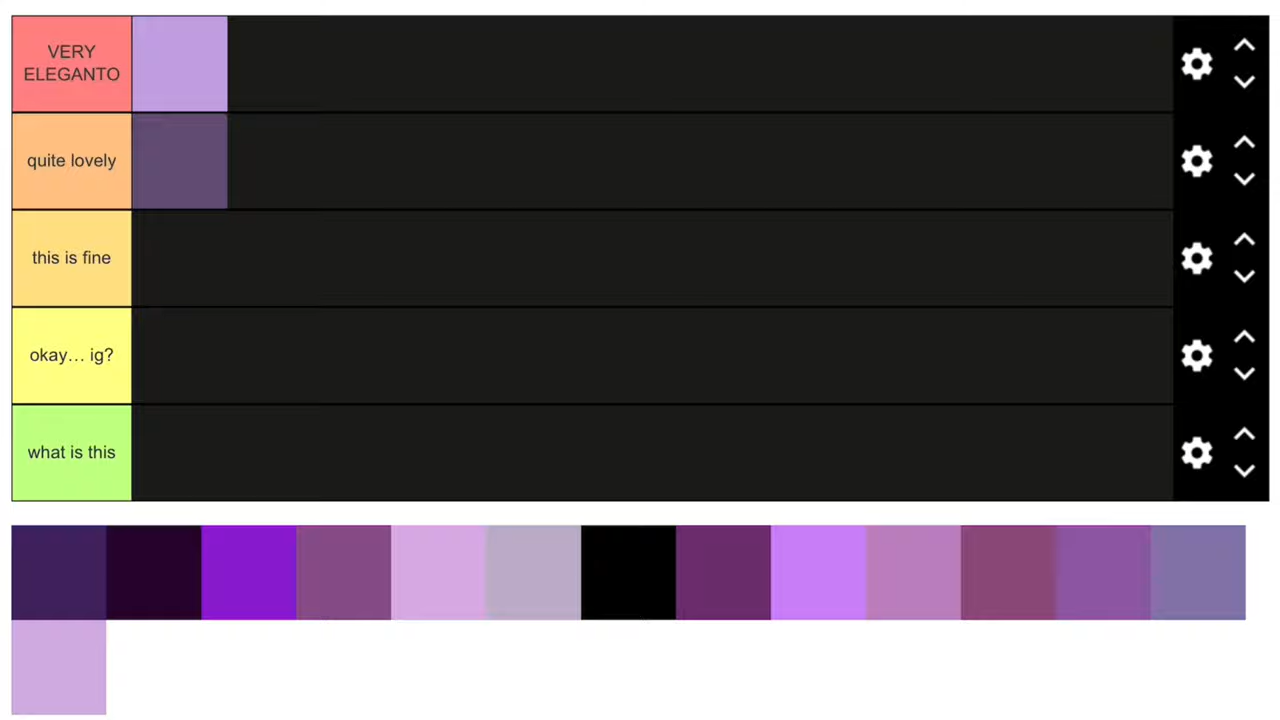 VERY
ELEGANTO
quite lovely
this is fine
okay... ig?
what is this